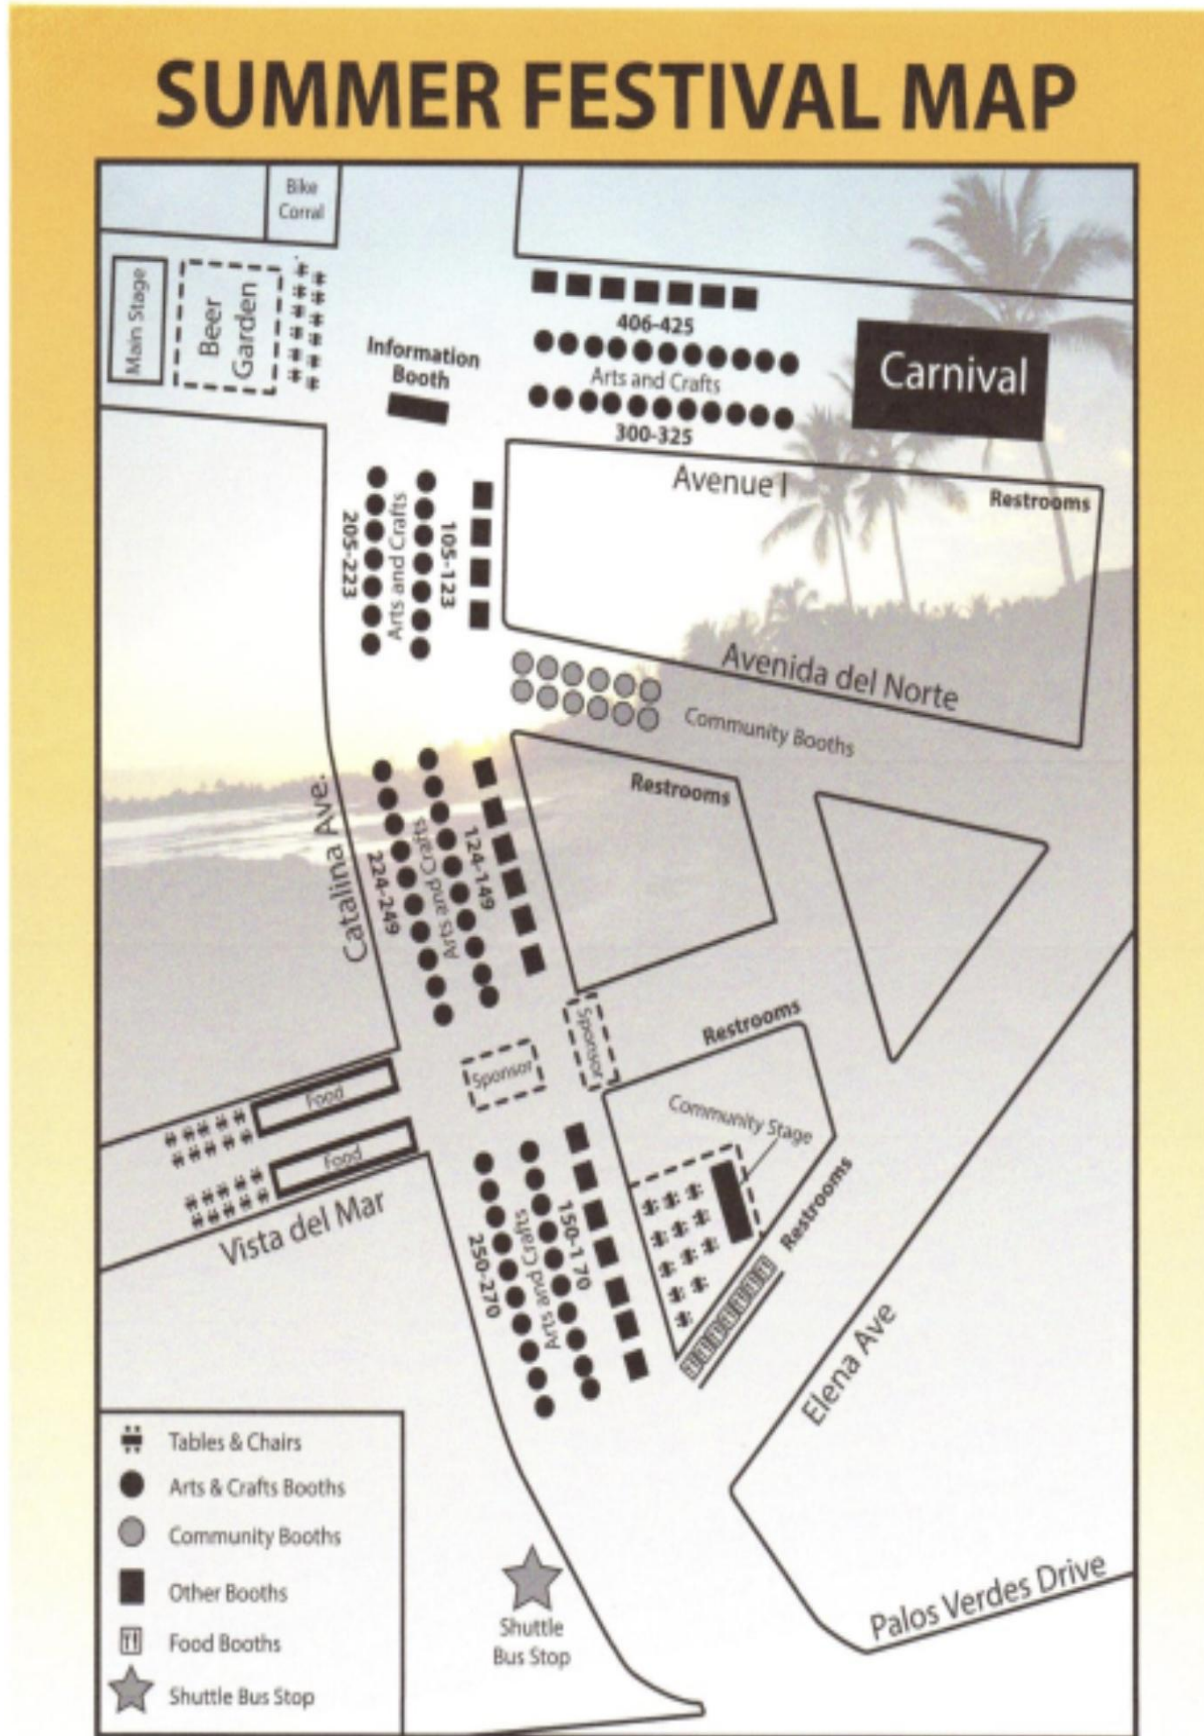 SUMMER FESTIVAL MAP
Bike
Corral
Main Stage
Beer
Garden
Information
Booth
406-425
Arts and Crafts
300-325
Carnival
Avenue I
Restrooms
205-223
Arts and Crafts
105-123
Avenida del Norte
Community Booths
Restrooms
Catalina Ave.
224-249
Arts and Crafts
124-149
Sponsor
Sponsor
Restrooms
Food
Food
Vista del Mar
Community Stage
Restrooms
250-270
Arts and Crafts
150-1 70
Elena Ave
Palos Verdes Drive
Shuttle
Bus Stop
Tables & Chairs
Arts & Crafts Booths
Community Booths
Other Booths
Food Booths
Shuttle Bus Stop